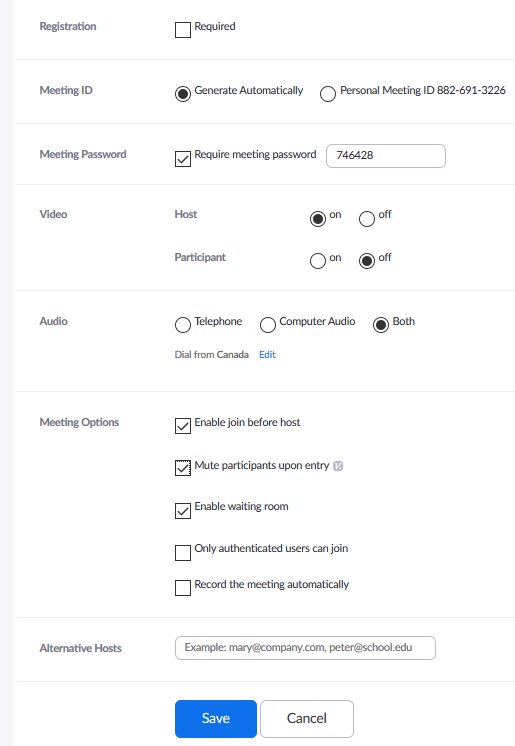 Registration Required
Meeting ID Generate Automatically Personal Meeting ID 882-691-3226
Meeting Password Require meeting password 746428
Video Host on off
Participant on off
Audio Telephone Computer Audio Both
Dial from Canada Edit
Meeting Options Enable join before host
Mute participants upon entry
Enable waiting room
Only authenticated users can join
Record the meeting automatically
Alternative Hosts Example: mary@company.com, peter@school.edu
Save Cancel